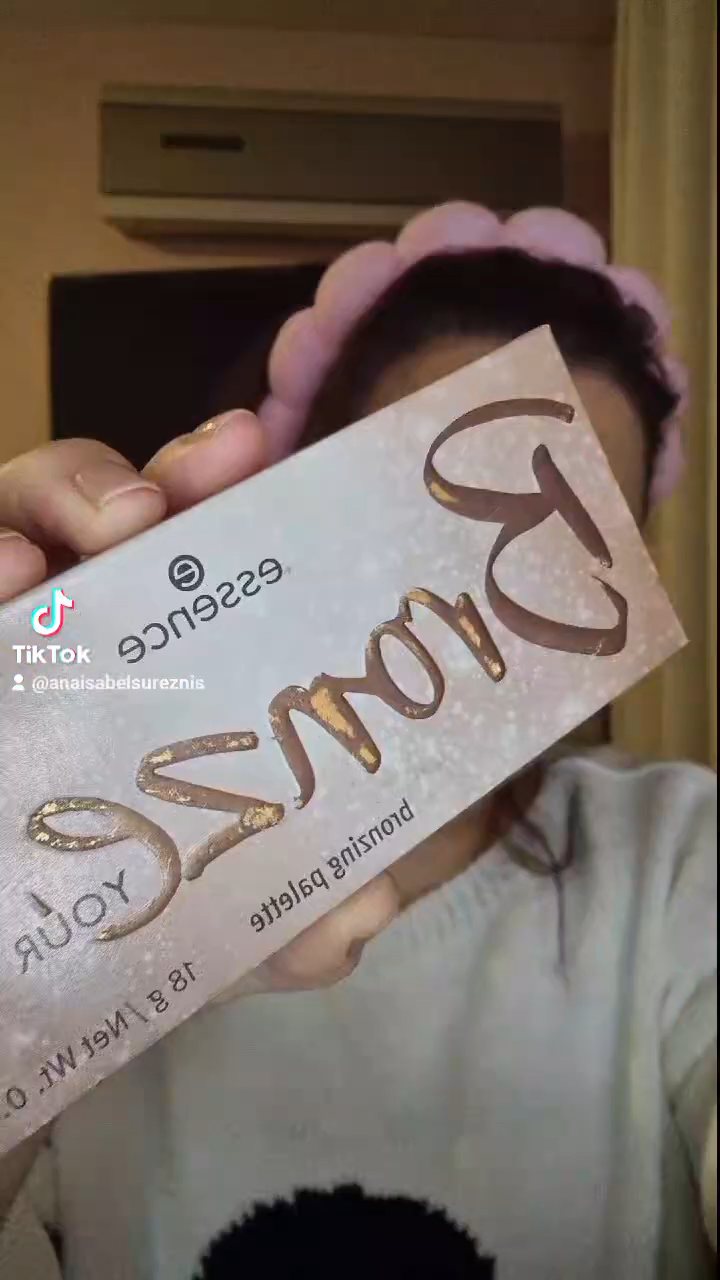 essence
Bronze
YOUR
bronzing palette
18 g / Net Wt. 0.
TikTok
@anaisabelsureznis